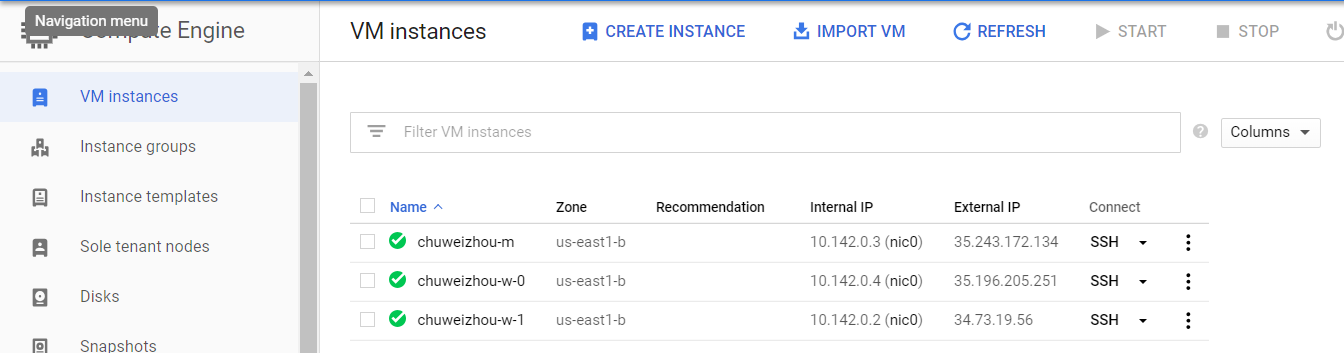 Navigation menu
Compute Engine
VM instances
CREATE INSTANCE
IMPORT VM
REFRESH
START
STOP
VM instances
Instance groups
Instance templates
Sole tenant nodes
Disks
Snapshots
Filter VM instances
Columns
Name Zone Recommendation Internal IP External IP Connect
chuweizhou-m us-east1-b 10.142.0.3 (nic0) 35.243.172.134 SSH
chuweizhou-w-0 us-east1-b 10.142.0.4 (nic0) 35.196.205.251 SSH
chuweizhou-w-1 us-east1-b 10.142.0.2 (nic0) 34.73.19.56 SSH